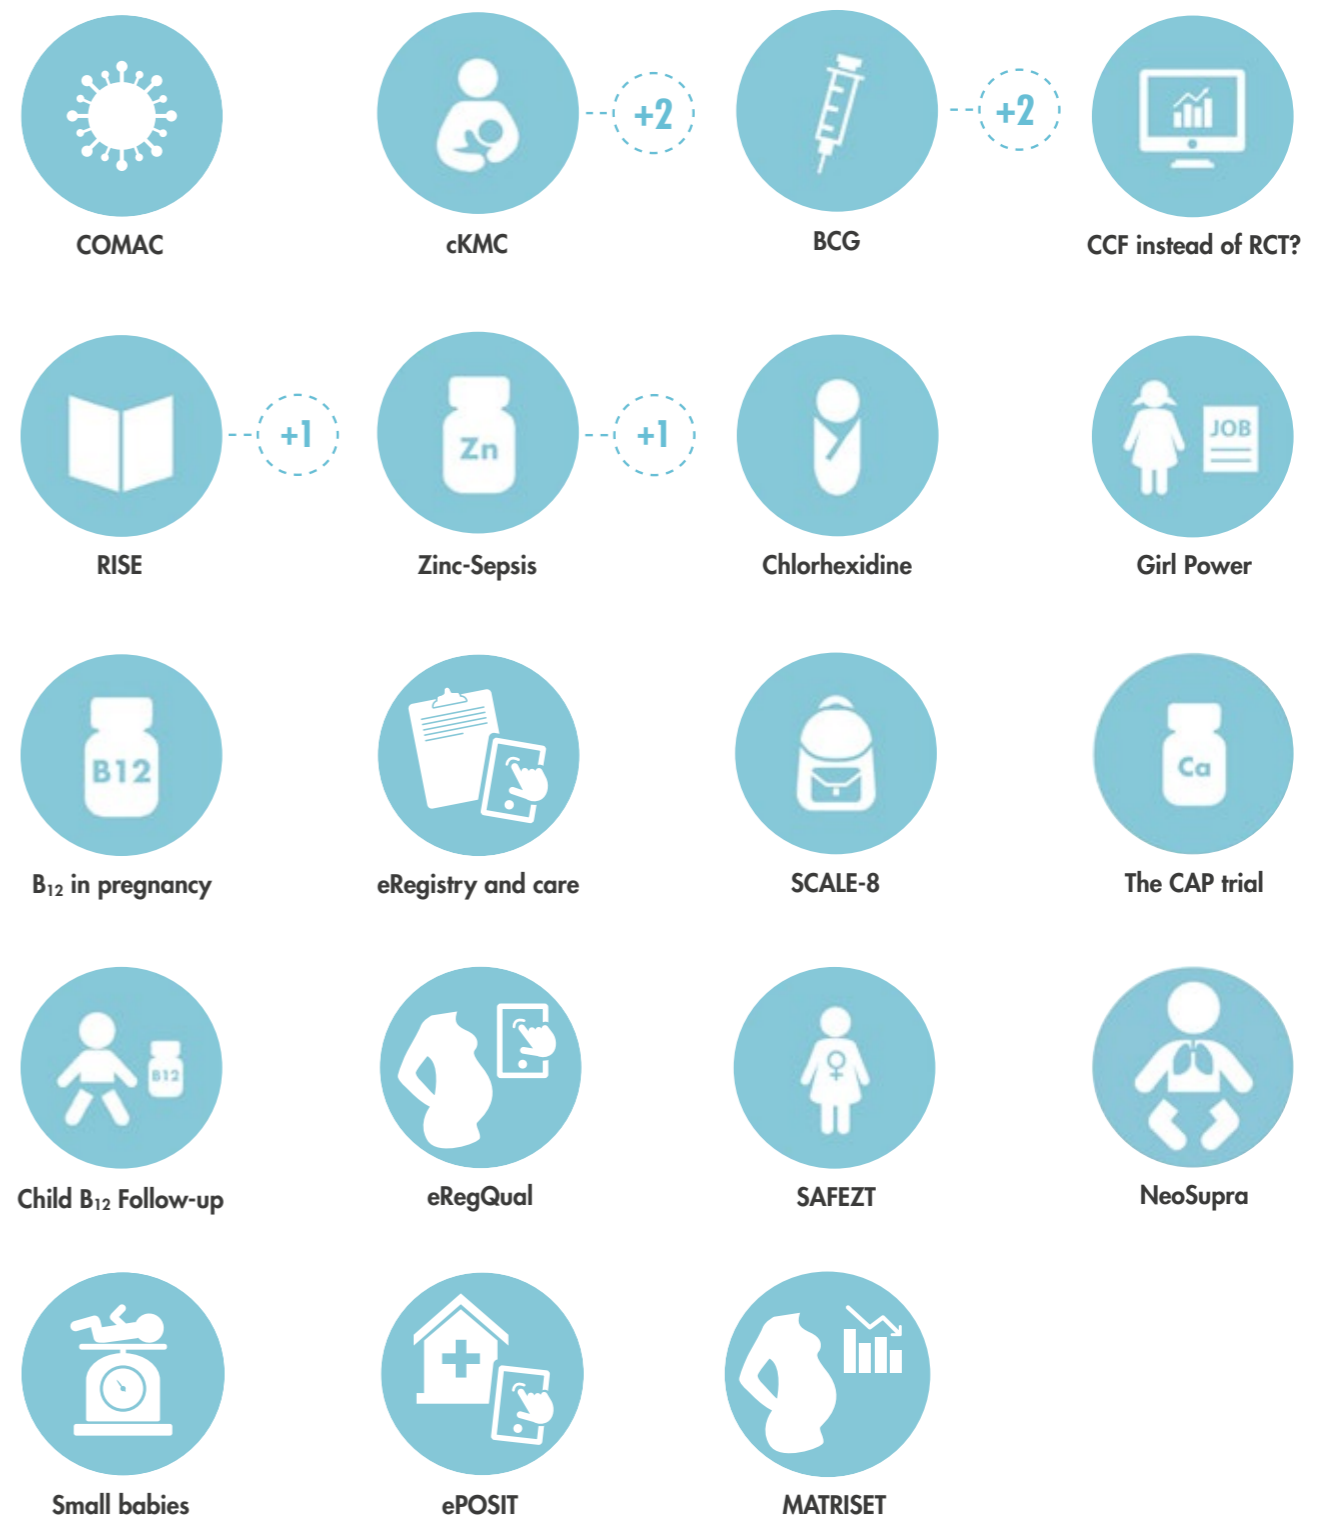 +2
+2
COMAC
cKMC
BCG
CCF instead of RCT?
+1
Zn
+1
JOB
RISE
Zinc-Sepsis
Chlorhexidine
Girl Power
B12
Ca
B₁₂ in pregnancy
eRegistry and care
SCALE-8
The CAP trial
B12
Child B₁₂ Follow-up
eRegQual
SAFEZT
NeoSupra
Small babies
ePOSIT
MATRISET